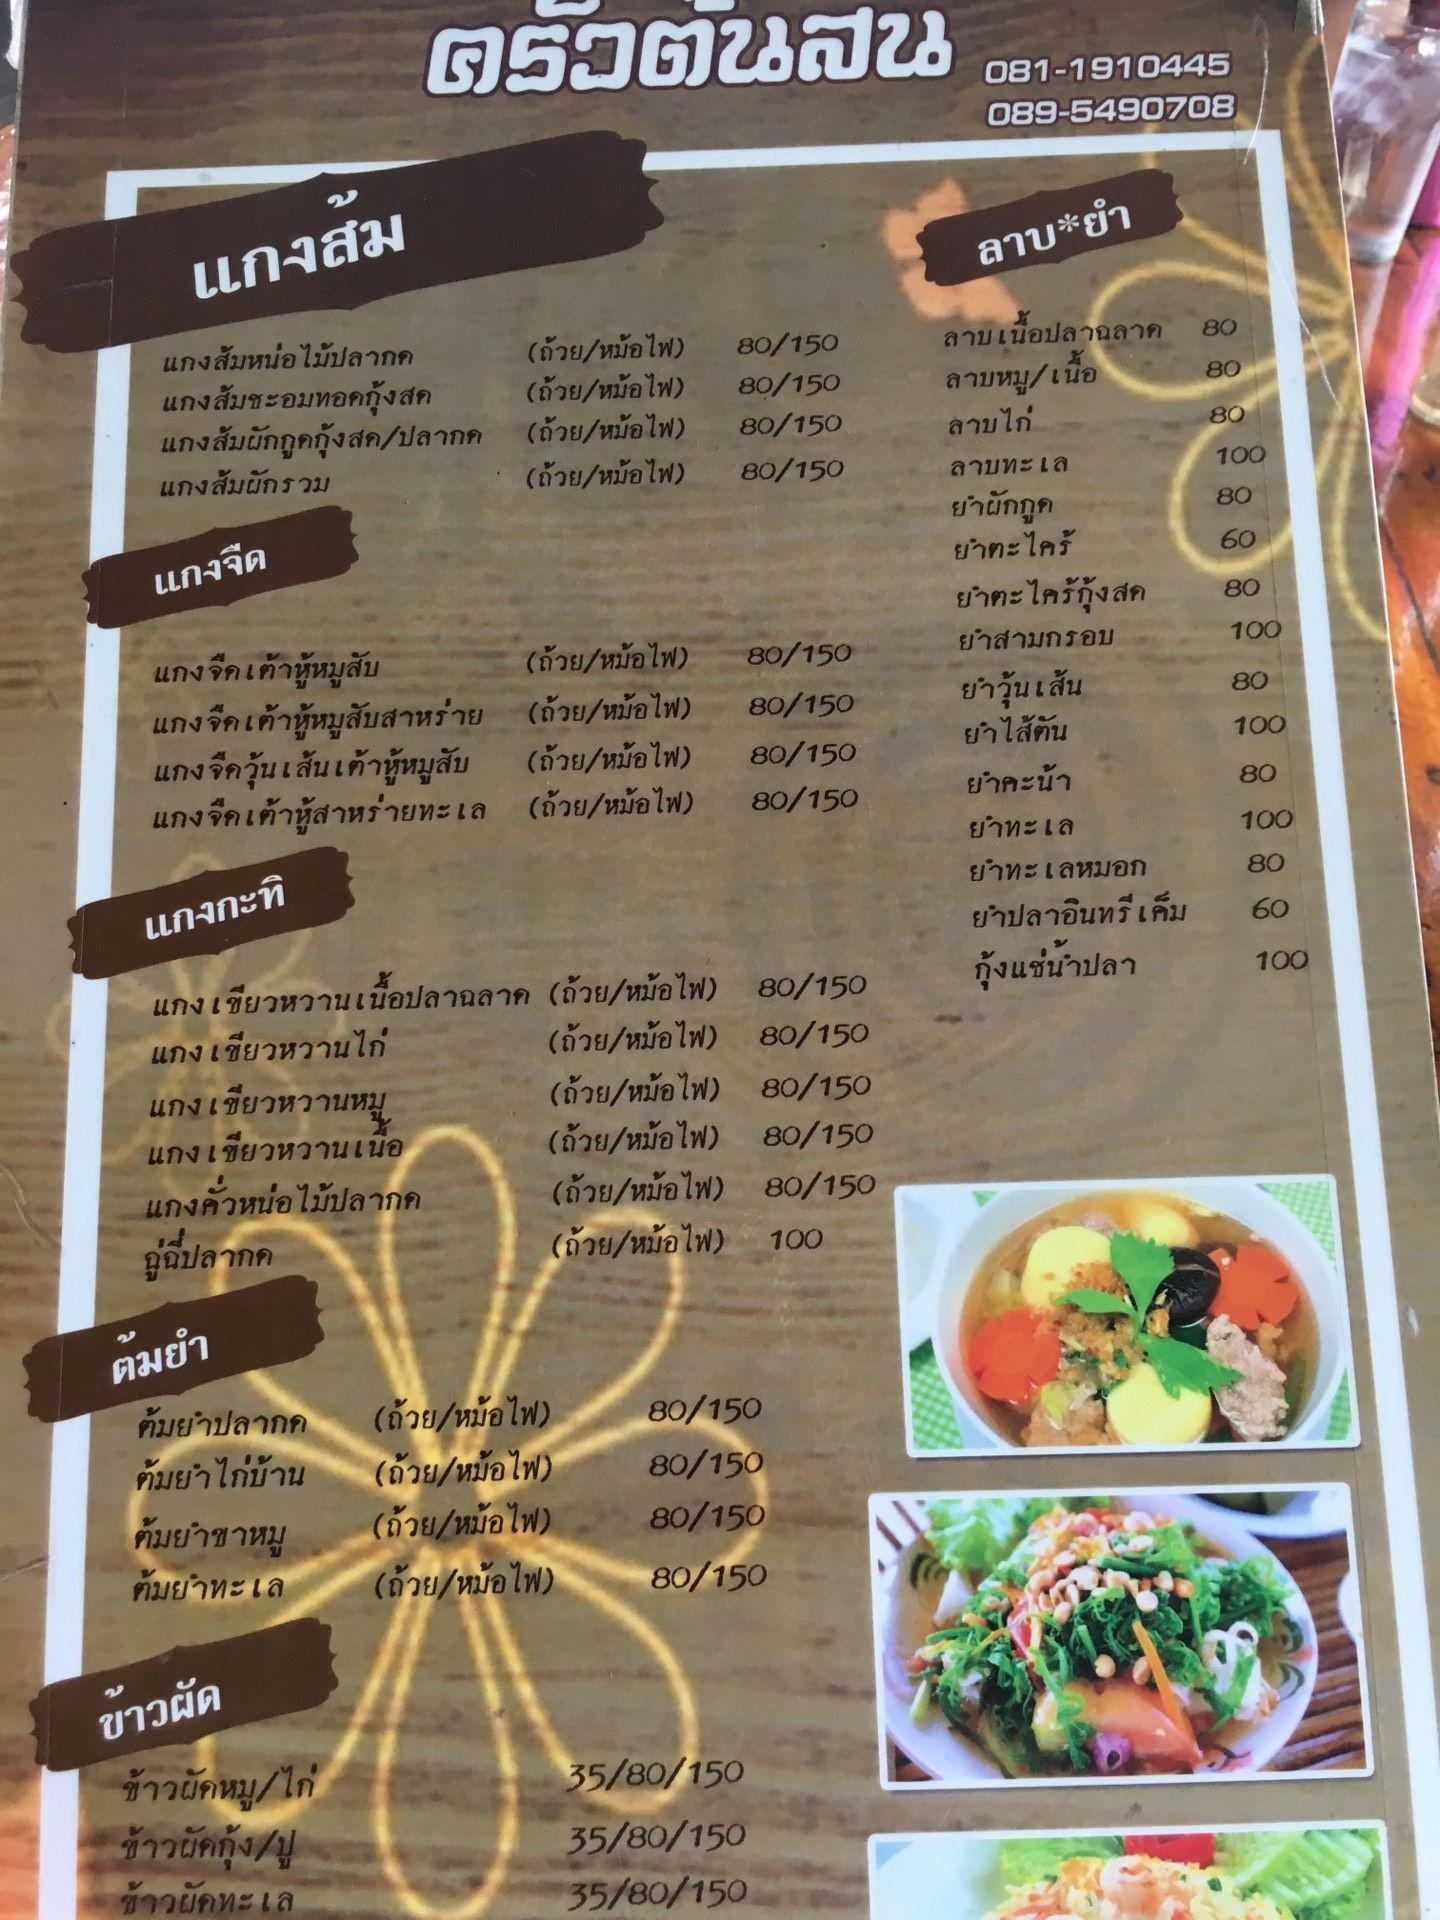 ครัวต้นสน
081-1910445
089-5490708
แกงส้ม
แกงส้มหน่อไม้ปลากด (ถ้วย/หม้อไฟ) 80/150
แกงส้มชะอมทอดกุ้งสด (ถ้วย/หม้อไฟ) 80/150
แกงส้มผักกูดกุ้งสด/ปลากด (ถ้วย/หม้อไฟ) 80/150
แกงส้มผักรวม (ถ้วย/หม้อไฟ) 80/150
แกงจืด
แกงจืดเต้าหู้หมูสับ (ถ้วย/หม้อไฟ) 80/150
แกงจืดเต้าหู้หมูสับสาหร่าย (ถ้วย/หม้อไฟ) 80/150
แกงจืดวุ้นเส้นเต้าหู้หมูสับ (ถ้วย/หม้อไฟ) 80/150
แกงจืดเต้าหู้สาหร่ายทะเล (ถ้วย/หม้อไฟ) 80/150
แกงกะทิ
แกงเขียวหวานเนื้อปลาฉลาด (ถ้วย/หม้อไฟ) 80/150
แกงเขียวหวานไก่ (ถ้วย/หม้อไฟ) 80/150
แกงเขียวหวานหมู (ถ้วย/หม้อไฟ) 80/150
แกงเขียวหวานเนื้อ (ถ้วย/หม้อไฟ) 80/150
แกงคั่วหน่อไม้ปลากด (ถ้วย/หม้อไฟ) 80/150
ฉู่ฉี่ปลากด (ถ้วย/หม้อไฟ) 100
ต้มยำ
ต้มยำปลากด (ถ้วย/หม้อไฟ) 80/150
ต้มยำไก่บ้าน (ถ้วย/หม้อไฟ) 80/150
ต้มยำขาหมู (ถ้วย/หม้อไฟ) 80/150
ต้มยำทะเล (ถ้วย/หม้อไฟ) 80/150
ข้าวผัด
ข้าวผัดหมู/ไก่ 35/80/150
ข้าวผัดกุ้ง/ปู 35/80/150
ข้าวผัดทะเล 35/80/150
ลาบ*ยำ
ลาบเนื้อปลาฉลาด 80
ลาบหมู/เนื้อ 80
ลาบไก่ 80
ลาบทะเล 100
ยำผักกูด 80
ยำตะไคร้ 60
ยำตะไคร้กุ้งสด 80
ยำสามกรอบ 100
ยำวุ้นเส้น 80
ยำไส้ตัน 100
ยำคะน้า 80
ยำทะเล 100
ยำทะเลหมอก 80
ยำปลาอินทรีเค็ม 60
กุ้งแช่น้ำปลา 100